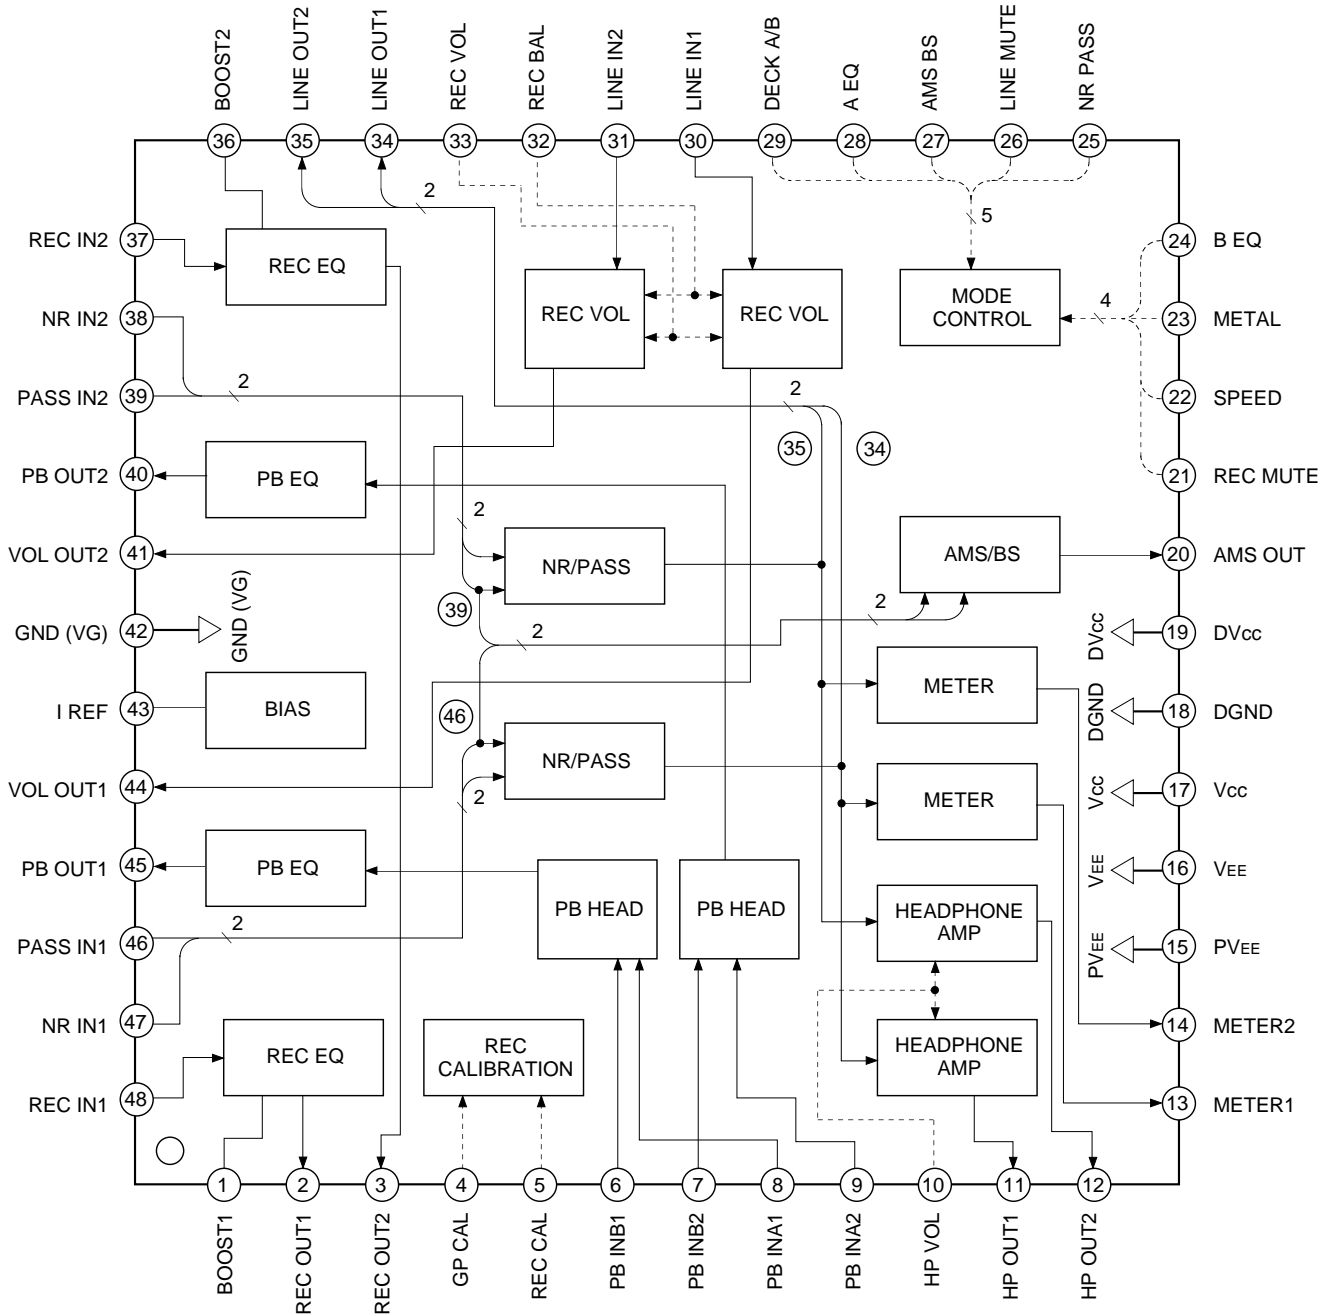 BOOST2
LINE OUT2
LINE OUT1
REC VOL
REC BAL
LINE IN2
LINE IN1
DECK A/B
A EQ
AMS BS
LINE MUTE
NR PASS
36
35
34
33
32
31
30
29
28
27
26
25
2
5
REC IN2
37
REC EQ
24
B EQ
NR IN2
38
REC VOL
REC VOL
MODE
CONTROL
4
23
METAL
PASS IN2
39
2
2
22
SPEED
35
34
PB OUT2
40
PB EQ
21
REC MUTE
2
VOL OUT2
41
NR/PASS
AMS/BS
20
AMS OUT
39
2
2
GND (VG)
42
GND (VG)
DVcc
19
DVcc
I REF
43
BIAS
46
METER
DGND
18
DGND
VOL OUT1
44
NR/PASS
2
METER
Vcc
17
Vcc
PB OUT1
45
PB EQ
PB HEAD
PB HEAD
HEADPHONE
AMP
VEE
16
VEE
PASS IN1
46
2
PVEE
15
PVEE
NR IN1
47
REC EQ
REC
CALIBRATION
HEADPHONE
AMP
14
METER2
REC IN1
48
13
METER1
1
2
3
4
5
6
7
8
9
10
11
12
BOOST1
REC OUT1
REC OUT2
GP CAL
REC CAL
PB INB1
PB INB2
PB INA1
PB INA2
HP VOL
HP OUT1
HP OUT2